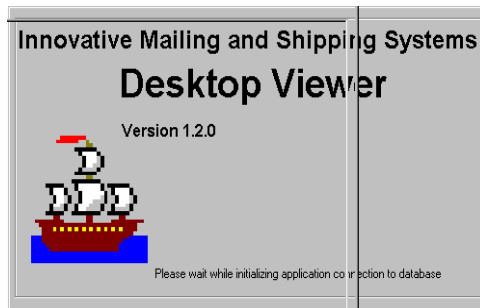 Innovative Mailing and Shipping Systems
Desktop Viewer
Version 1.2.0
Please wait while initializing application connection to database